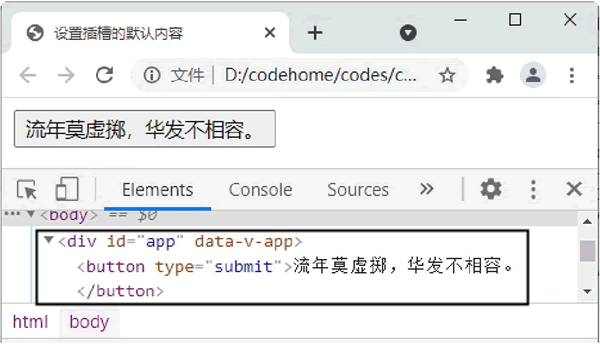 设置插槽的默认内容
文件 D:/codehome/codes/c...
流年莫虚掷，华发不相容。
Elements Console Sources
<body> == $0
<div id="app" data-v-app>
<button type="submit">流年莫虚掷，华发不相容。
</button>
html body